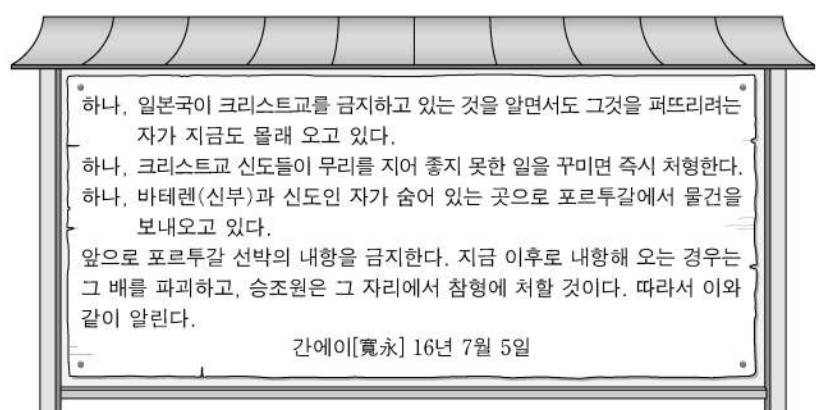 하나, 일본국이 크리스트교를 금지하고 있는 것을 알면서도 그것을 퍼뜨리려는
자가 지금도 몰래 오고 있다.
하나, 크리스트교 신도들이 무리를 지어 좋지 못한 일을 꾸미면 즉시 처형한다.
하나, 바테렌(신부)과 신도인 자가 숨어 있는 곳으로 포르투갈에서 물건을
보내오고 있다.
앞으로 포르투갈 선박의 내항을 금지한다. 지금 이후로 내항해 오는 경우는
그 배를 파괴하고, 승조원은 그 자리에서 참형에 처할 것이다. 따라서 이와
같이 알린다.
간에이[寬永] 16년 7월 5일